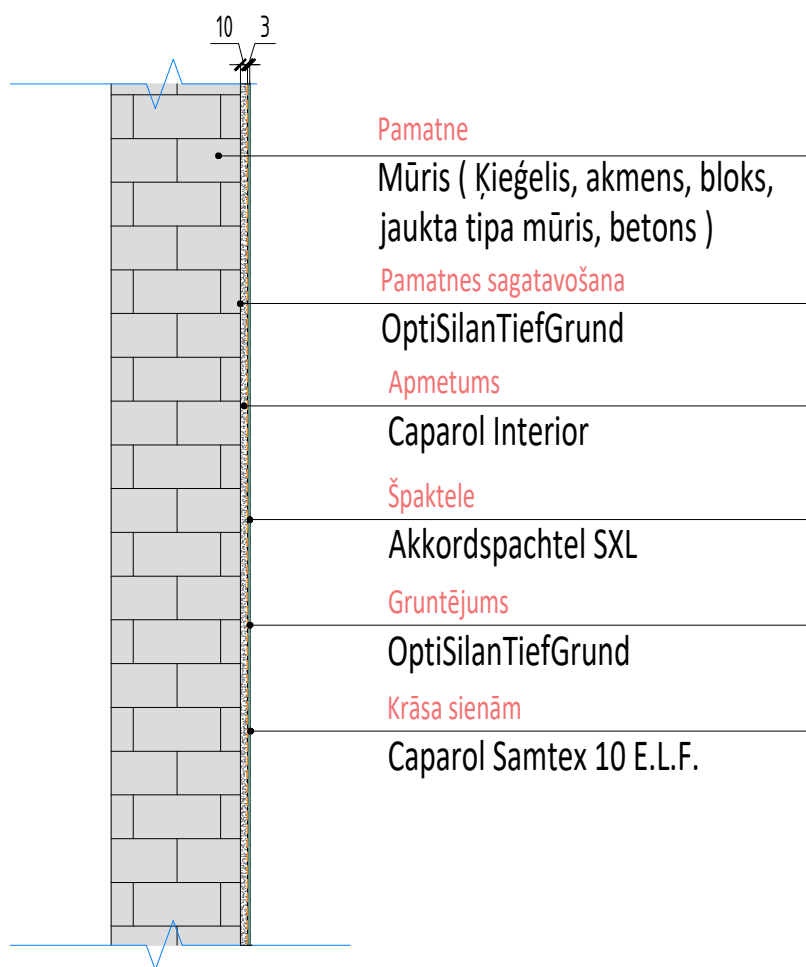 10 3
Pamatne
Mūris ( Ķieģelis, akmens, bloks,
jaukta tipa mūris, betons )
Pamatnes sagatavošana
OptiSilanTiefGrund
Apmetums
Caparol Interior
Špaktele
Akkordspachtel SXL
Gruntējums
OptiSilanTiefGrund
Krāsa sienām
Caparol Samtex 10 E.L.F.